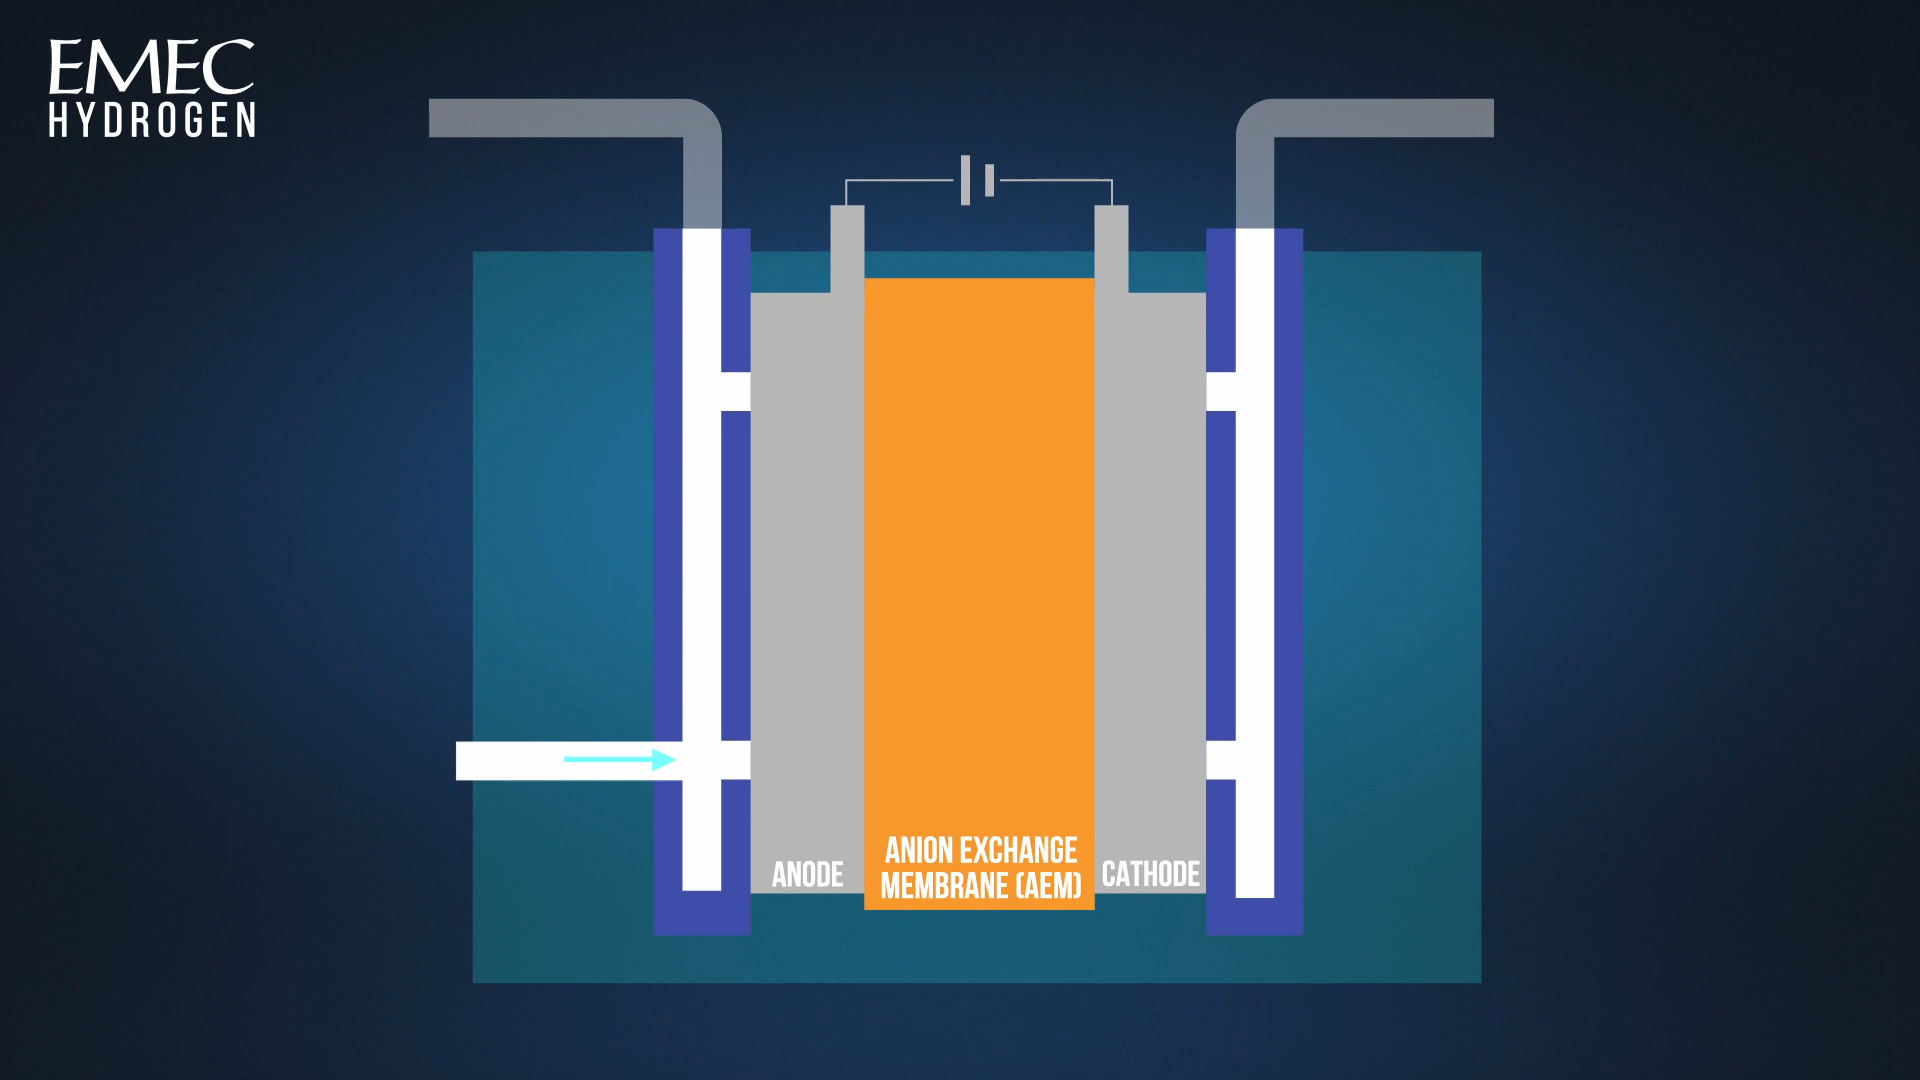 EMEC
HYDROGEN
ANODE
ANION EXCHANGE
MEMBRANE (AEM)
CATHODE